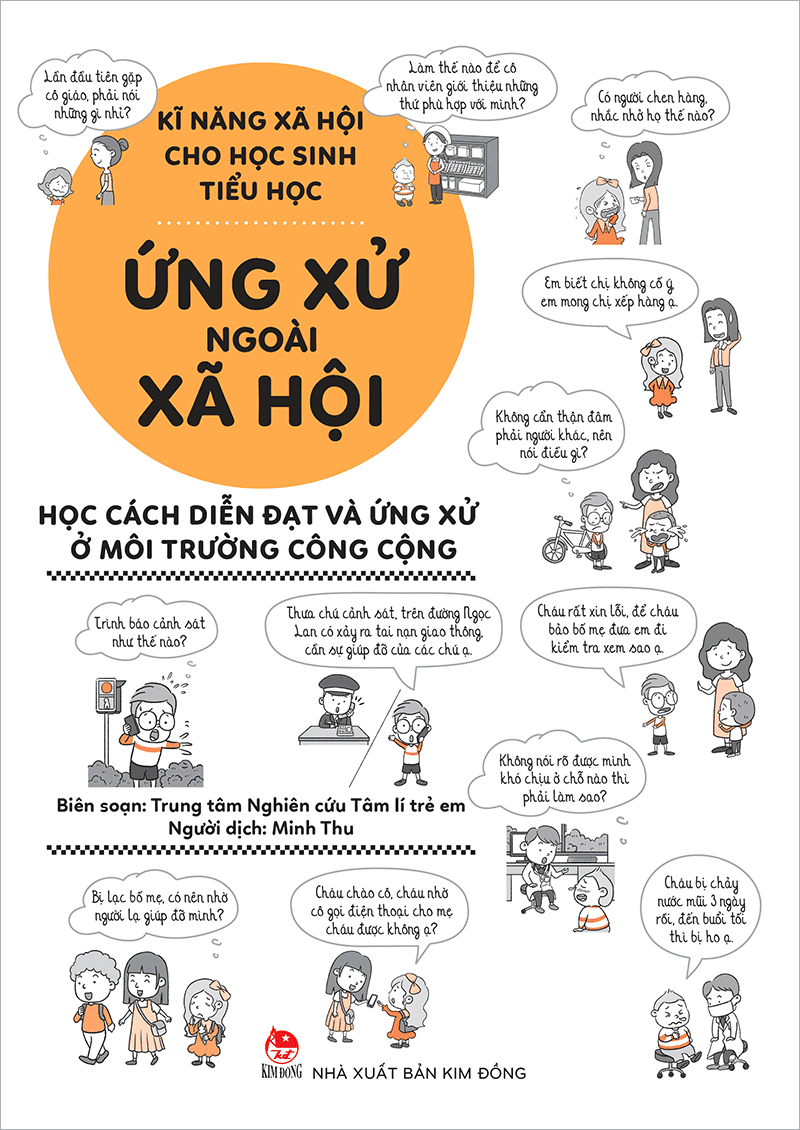 Lần đầu tiên gặp
cô giáo, phải nói
những gì nhỉ?
Làm thế nào để cô
nhân viên giới thiệu những
thứ phù hợp với mình?
Có người chen hàng,
nhắc nhở họ thế nào?
KĨ NĂNG XÃ HỘI
CHO HỌC SINH
TIỂU HỌC
ỨNG XỬ
NGOÀI
XÃ HỘI
Em biết chị không cố ý,
em mong chị xếp hàng ạ.
Không cẩn thận đâm
phải người khác, nên
nói điều gì?
HỌC CÁCH DIỄN ĐẠT VÀ ỨNG XỬ
Ở MÔI TRƯỜNG CÔNG CỘNG
Trình báo cảnh sát
như thế nào?
Thưa chú cảnh sát, trên đường Ngọc
Lan có xảy ra tai nạn giao thông,
cần sự giúp đỡ của các chú ạ.
Cháu rất xin lỗi, để cháu
bảo bố mẹ đưa em đi
kiểm tra xem sao ạ.
Không nói rõ được mình
khó chịu ở chỗ nào thì
phải làm sao?
Biên soạn: Trung tâm Nghiên cứu Tâm lí trẻ em
Người dịch: Minh Thu
Bị lạc bố mẹ, có nên nhờ
người lạ giúp đỡ mình?
Cháu chào cô, cháu nhờ
cô gọi điện thoại cho mẹ
cháu được không ạ?
Cháu bị chảy
nước mũi 3 ngày
rồi, đến buổi tối
thì bị ho ạ.
KIM ĐỒNG
NHÀ XUẤT BẢN KIM ĐỒNG